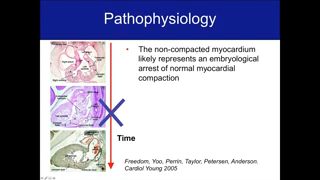 Pathophysiology
• The non-compacted myocardium
likely represents an embryological
arrest of normal myocardial
compaction
Time
Freedom, Yoo, Perrin, Taylor, Petersen, Anderson.
Cardiol Young 2005